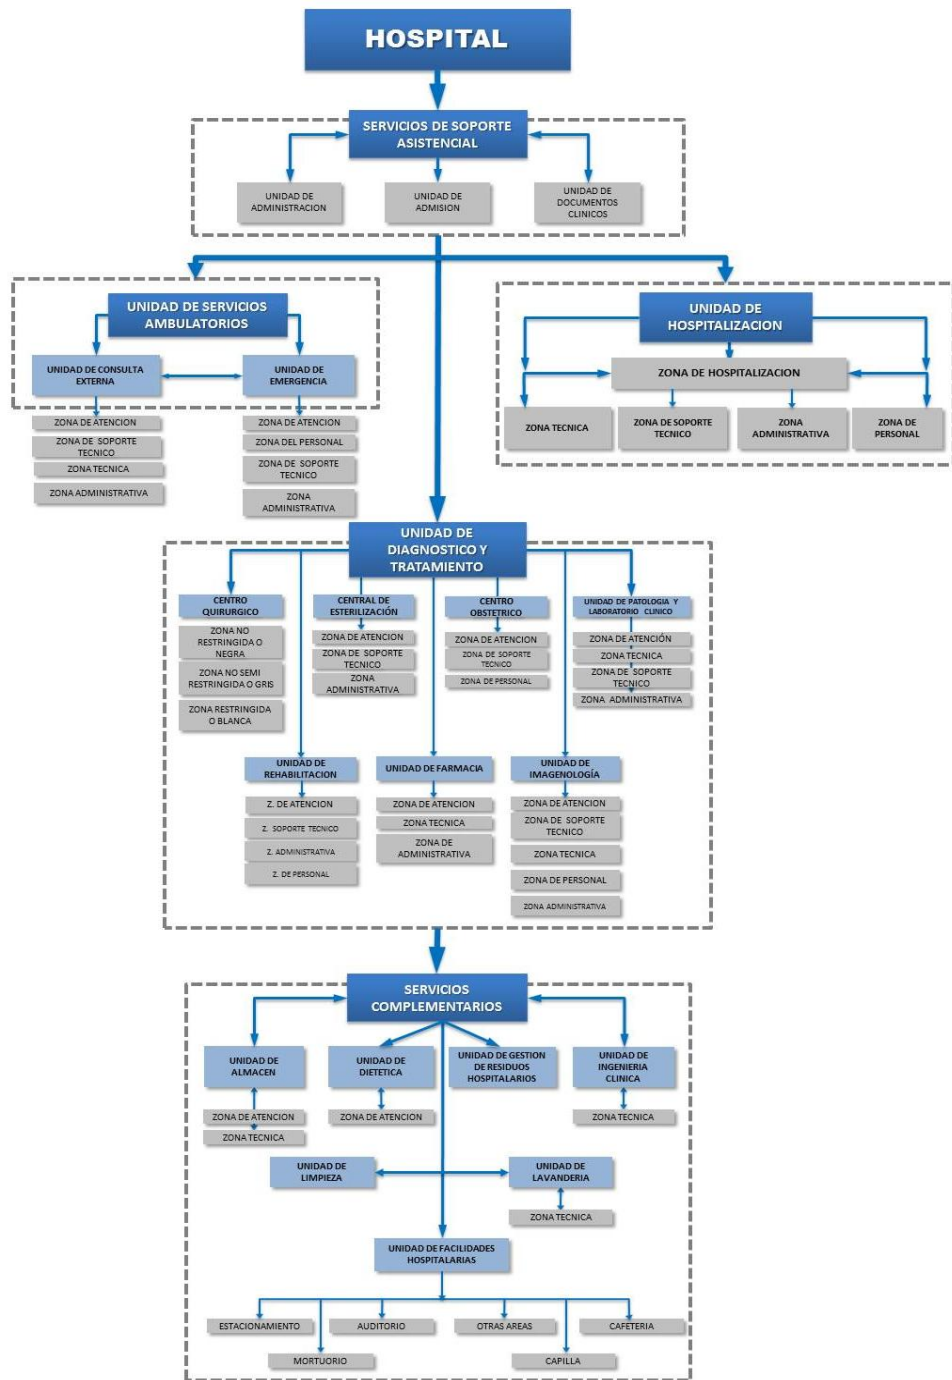 HOSPITAL
SERVICIOS DE SOPORTE
ASISTENCIAL
UNIDAD DE
ADMINISTRACION
UNIDAD DE
ADMISION
UNIDAD DE
DOCUMENTOS
CLINICOS
UNIDAD DE SERVICIOS
AMBULATORIOS
UNIDAD DE CONSULTA
EXTERNA
UNIDAD DE
EMERGENCIA
ZONA DE ATENCION
ZONA DE SOPORTE
TECNICO
ZONA TECNICA
ZONA ADMINISTRATIVA
ZONA DE ATENCION
ZONA DEL PERSONAL
ZONA DE SOPORTE
TECNICO
ZONA
ADMINISTRATIVA
UNIDAD DE
HOSPITALIZACION
ZONA DE HOSPITALIZACION
ZONA TECNICA
ZONA DE SOPORTE
TECNICO
ZONA
ADMINISTRATIVA
ZONA DE
PERSONAL
UNIDAD DE
DIAGNOSTICO Y
TRATAMIENTO
CENTRO
QUIRURGICO
ZONA NO
RESTRINGIDA O
NEGRA
ZONA NO SEMI
RESTRINGIDA O GRIS
ZONA RESTRINGIDA
O BLANCA
CENTRAL DE
ESTERILIZACIÓN
ZONA DE ATENCION
ZONA DE SOPORTE
TECNICO
ZONA
ADMINISTRATIVA
CENTRO
OBSTETRICO
ZONA DE ATENCION
ZONA DE SOPORTE
TECNICO
ZONA DE PERSONAL
UNIDAD DE PATOLOGIA Y
LABORATORIO CLINICO
ZONA DE ATENCIÓN
ZONA TECNICA
ZONA DE SOPORTE
TECNICO
ZONA ADMINISTRATIVA
UNIDAD DE
REHABILITACION
Z. DE ATENCION
Z. SOPORTE TECNICO
Z. ADMINISTRATIVA
Z. DE PERSONAL
UNIDAD DE FARMACIA
ZONA DE ATENCION
ZONA TECNICA
ZONA DE
ADMINISTRATIVA
UNIDAD DE
IMAGENOLOGÍA
ZONA DE ATENCION
ZONA DE SOPORTE
TECNICO
ZONA TECNICA
ZONA DE PERSONAL
ZONA ADMINISTRATIVA
SERVICIOS
COMPLEMENTARIOS
UNIDAD DE
ALMACEN
ZONA DE ATENCION
ZONA TECNICA
UNIDAD DE
DIETETICA
ZONA DE ATENCION
UNIDAD DE GESTION
DE RESIDUOS
HOSPITALARIOS
UNIDAD DE
INGENIERIA
CLINICA
ZONA TECNICA
UNIDAD DE
LIMPIEZA
UNIDAD DE
LAVANDERIA
ZONA TECNICA
UNIDAD DE FACILIDADES
HOSPITALARIAS
ESTACIONAMIENTO
AUDITORIO
OTRAS AREAS
CAFETERIA
MORTUORIO
CAPILLA